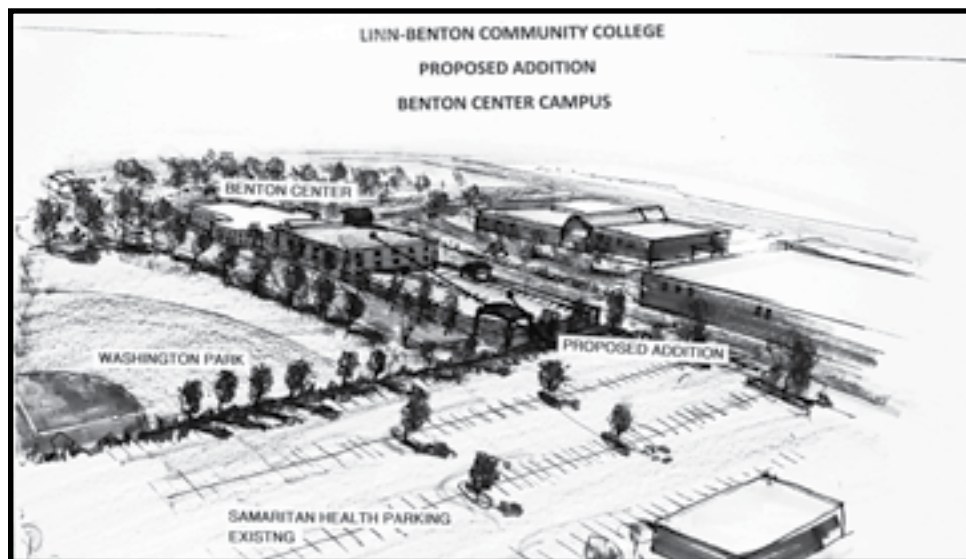 LINN-BENTON COMMUNITY COLLEGE
PROPOSED ADDITION
BENTON CENTER CAMPUS
BENTON CENTER
PROPOSED ADDITION
WASHINGTON PARK
SAMARITAN HEALTH PARKING
EXISTNG